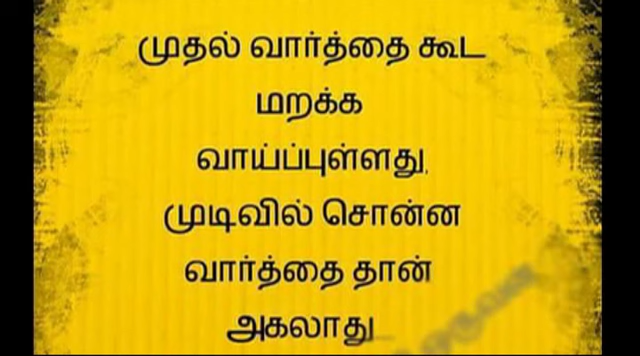 முதல் வார்த்தை கூட
மறக்க
வாய்ப்புள்ளது,
முடிவில் சொன்ன
வார்த்தை தான்
அகலாது